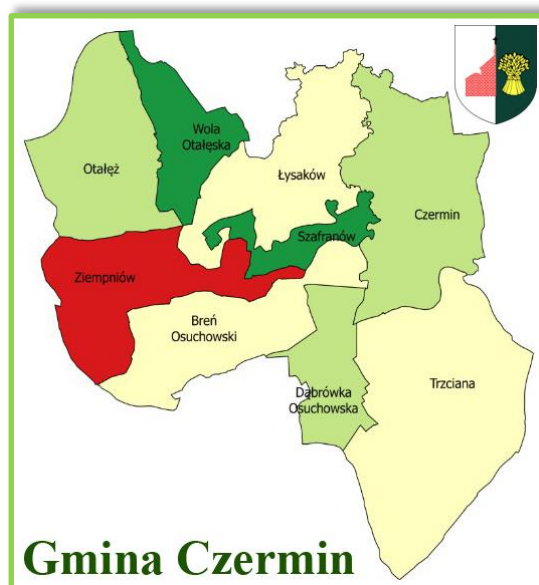 Wola
Otałęska
Otałęż
Łysaków
Czermin
Szafranów
Ziempniów
Breń
Osuchowski
Dąbrówka
Osuchowska
Trzciana
Gmina Czermin